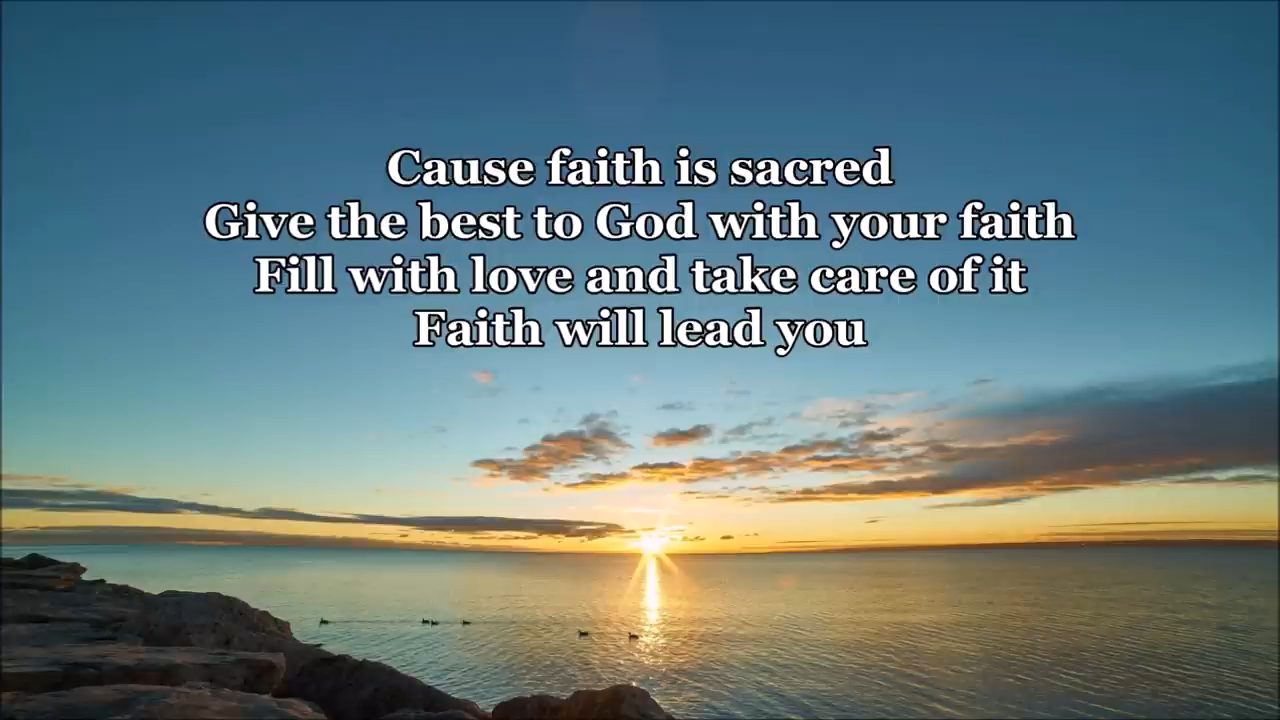 Cause faith is sacred
Give the best to God with your faith
Fill with love and take care of it
Faith will lead you